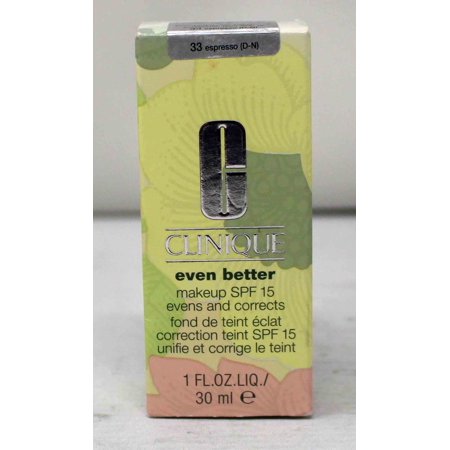 33 espresso (D-N)
CLINIQUE
even better
makeup SPF 15
evens and corrects
fond de teint éclat
correction teint SPF 15
unifie et corrige le teint
1 FL.OZ.LIQ./
30 ml ℮